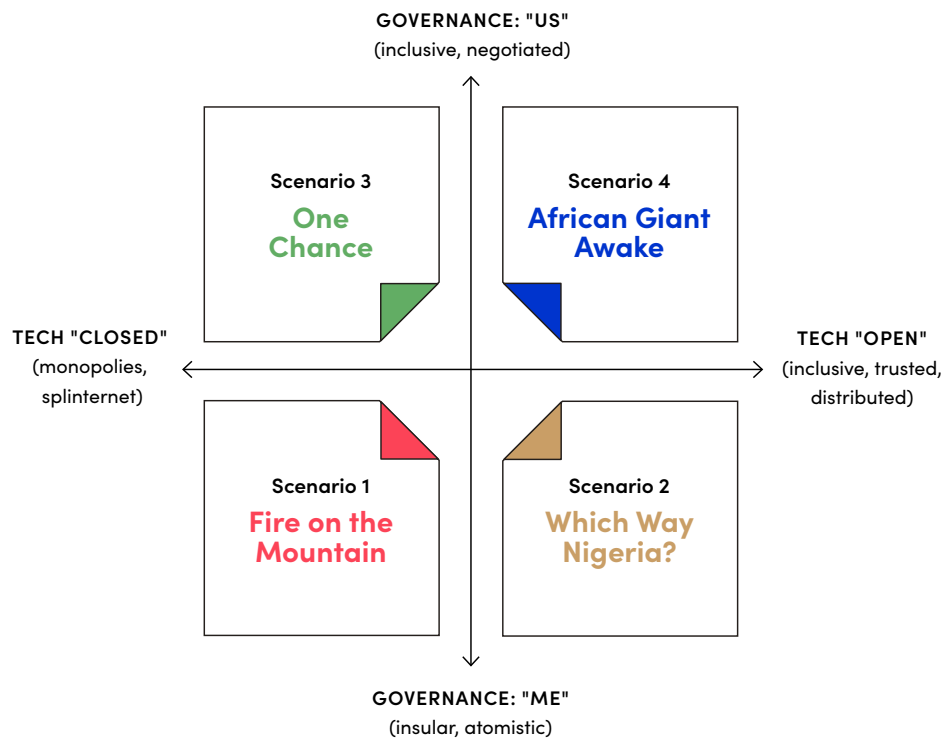 GOVERNANCE: "US"
(inclusive, negotiated)
Scenario 3
One
Chance
Scenario 4
African Giant
Awake
TECH "CLOSED"
(monopolies,
splinternet)
TECH "OPEN"
(inclusive, trusted,
distributed)
Scenario 1
Fire on the
Mountain
Scenario 2
Which Way
Nigeria?
GOVERNANCE: "ME"
(insular, atomistic)